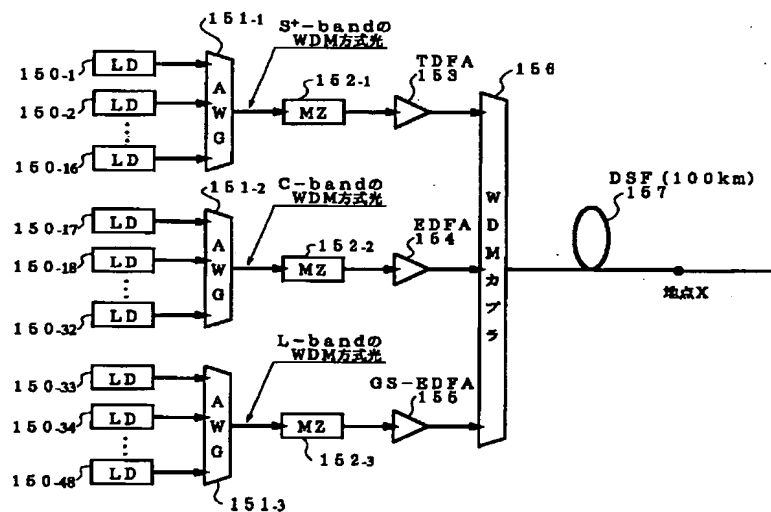 151-1
S+-bandの
WDM方式光
150-1
LD
150-2
LD
150-16
LD
AWG
152-1
MZ
TDFA
153
156
151-2
C-bandの
WDM方式光
150-17
LD
150-18
LD
150-32
LD
AWG
152-2
MZ
EDFA
154
WDMカプラ
DSF (100km)
157
地点X
L-bandの
WDM方式光
150-33
LD
150-34
LD
150-48
LD
AWG
151-3
MZ
152-3
GS-EDFA
155